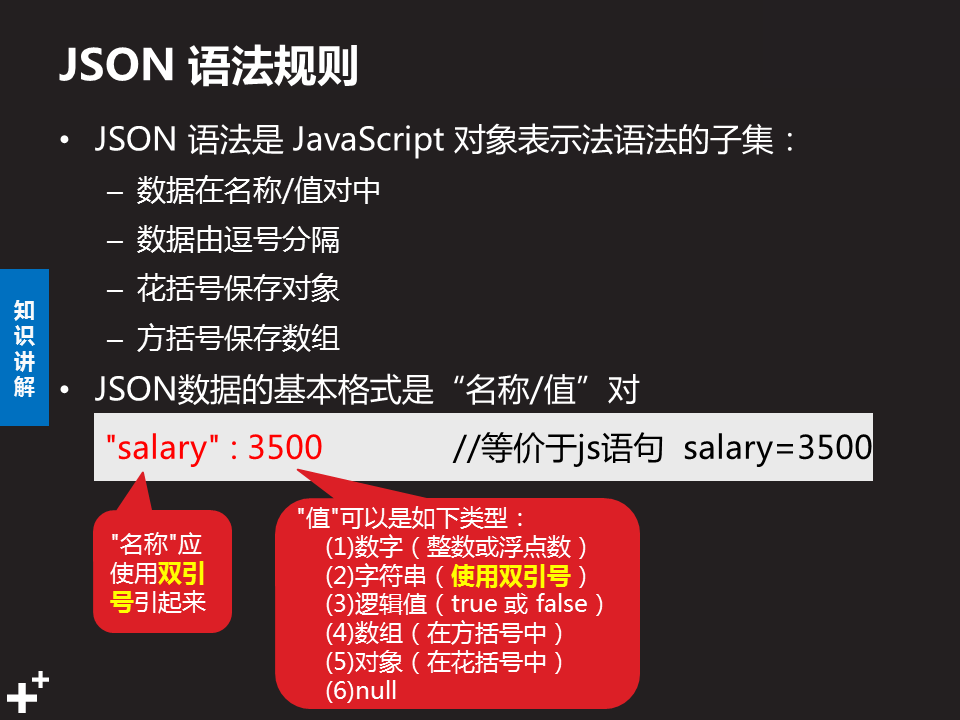 JSON 语法规则
• JSON 语法是 JavaScript 对象表示法语法的子集：
– 数据在名称/值对中
– 数据由逗号分隔
– 花括号保存对象
– 方括号保存数组
知
识
讲
解
• JSON数据的基本格式是“名称/值”对
"salary" : 3500 //等价于js语句 salary=3500
"名称"应
使用双引
号引起来
"值"可以是如下类型：
(1)数字（整数或浮点数）
(2)字符串（使用双引号）
(3)逻辑值（true 或 false）
(4)数组（在方括号中）
(5)对象（在花括号中）
(6)null